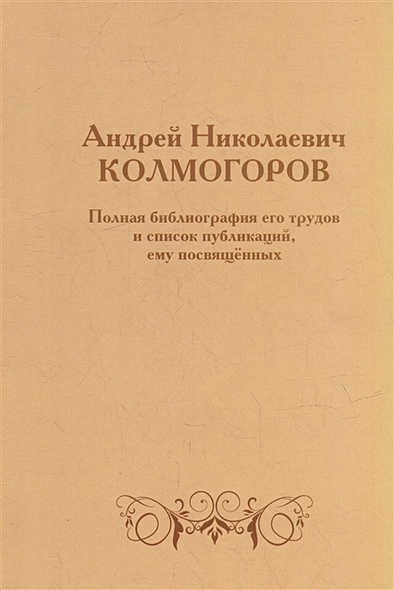 Андрей Николаевич
КОЛМОГОРОВ
Полная библиография его трудов
и список публикаций,
ему посвящённых